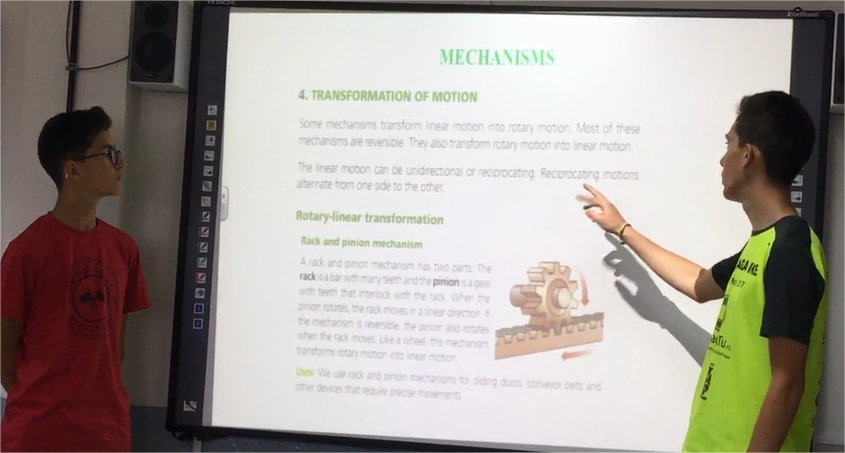 HITACHI
StarBoard
MECHANISMS
4. TRANSFORMATION OF MOTION
Some mechanisms transform linear motion into rotary motion. Most of these
mechanisms are reversible. They also transform rotary motion into linear motion.
The linear motion can be unidirectional or reciprocating. Reciprocating motions
alternate from one side to the other.
Rotary-linear transformation
Rack and pinion mechanism
A rack and pinion mechanism has two parts. The
rack is a bar with many teeth and the pinion is a gear
with teeth that interlock with the rack. When the
pinion rotates, the rack moves in a linear direction. If
the mechanism is reversible, the pinion also rotates
when the rack moves. Like a wheel, this mechanism
transforms rotary motion into linear motion.
Uses: We use rack and pinion mechanisms for sliding doors, conveyor belts and
other devices that require precise movements